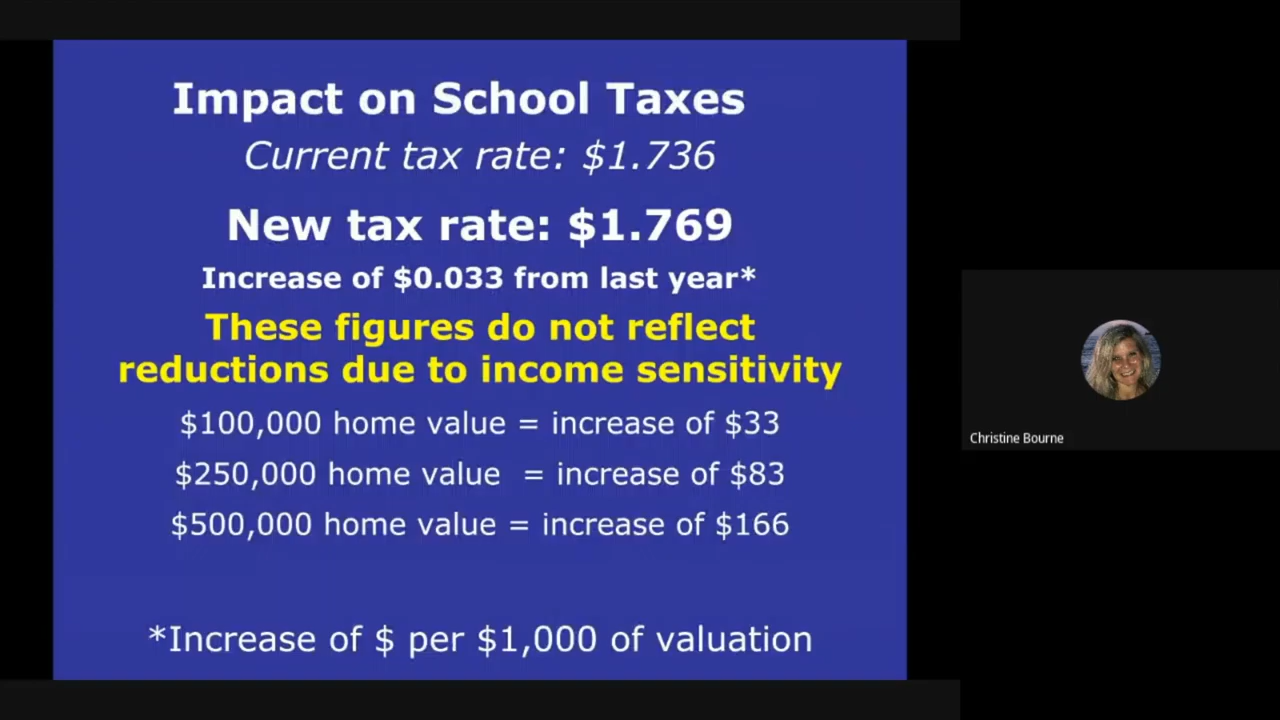 Impact on School Taxes
Current tax rate: $1.736
New tax rate: $1.769
Increase of $0.033 from last year*
These figures do not reflect
reductions due to income sensitivity
$100,000 home value = increase of $33
$250,000 home value  = increase of $83
$500,000 home value = increase of $166
*Increase of $ per $1,000 of valuation
Christine Bourne